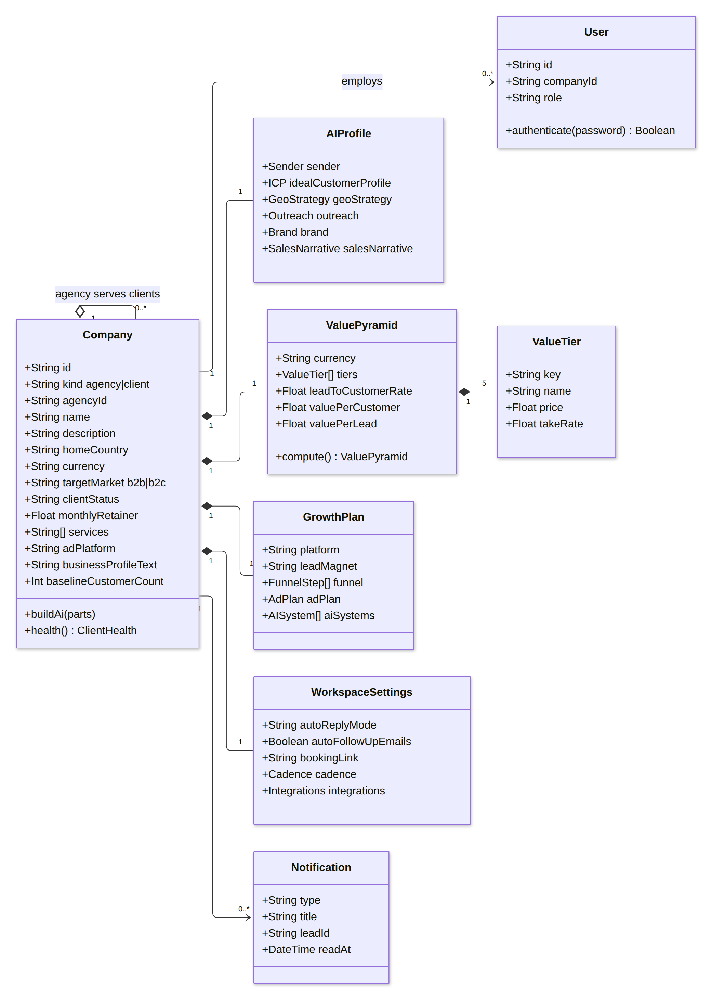 User
+String id
+String companyId
+String role
+authenticate(password) : Boolean
employs
0..*
AIProfile
+Sender sender
+ICP idealCustomerProfile
+GeoStrategy geoStrategy
+Outreach outreach
+Brand brand
+SalesNarrative salesNarrative
1
agency serves clients
0..*
1
Company
+String id
+String kind agency|client
+String agencyId
+String name
+String description
+String homeCountry
+String currency
+String targetMarket b2b|b2c
+String clientStatus
+Float monthlyRetainer
+String[] services
+String adPlatform
+String businessProfileText
+Int baselineCustomerCount
+buildAi(parts)
+health() : ClientHealth
1
1
1
1
1
1
ValuePyramid
+String currency
+ValueTier[] tiers
+Float leadToCustomerRate
+Float valuePerCustomer
+Float valuePerLead
+compute() : ValuePyramid
1
1
5
ValueTier
+String key
+String name
+Float price
+Float takeRate
GrowthPlan
+String platform
+String leadMagnet
+FunnelStep[] funnel
+AdPlan adPlan
+AISystem[] aiSystems
1
WorkspaceSettings
+String autoReplyMode
+Boolean autoFollowUpEmails
+String bookingLink
+Cadence cadence
+Integrations integrations
1
Notification
+String type
+String title
+String leadId
+DateTime readAt
0..*